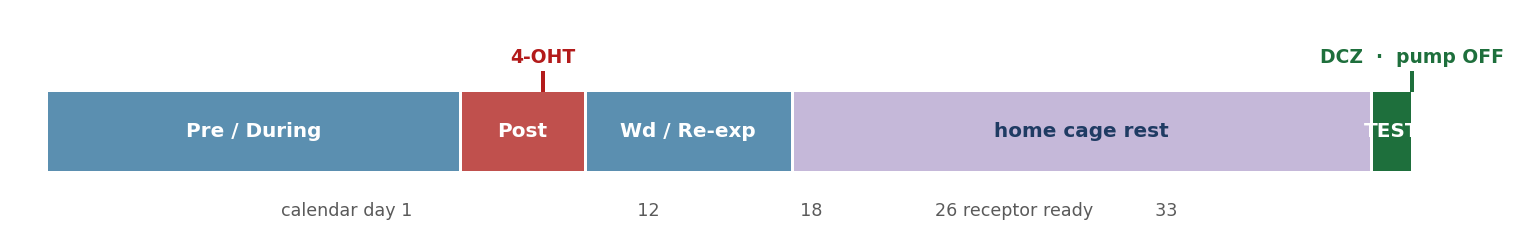 4-OHT
DCZ · pump OFF
Pre / During
Post
Wd / Re-exp
home cage rest
TEST
calendar day 1
12
18
26 receptor ready
33